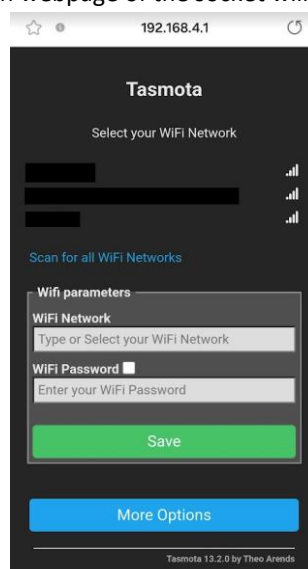 192.168.4.1
Tasmota
Select your WiFi Network
Scan for all WiFi Networks
Wifi parameters
WiFi Network
Type or Select your WiFi Network
WiFi Password
Enter your WiFi Password
Save
More Options
Tasmota 13.2.0 by Theo Arends